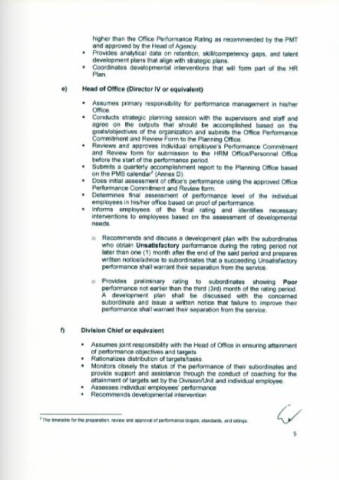 higher than the Office Performance Rating as recommended by the PMT
and approved by the Head of Agency.
• Provides analytical data on retention, skill/competency gaps, and talent
development plans that align with strategic plans.
• Coordinates developmental interventions that will form part of the HR
Plan.
e) Head of Office (Director IV or equivalent)
• Assumes primary responsibility for performance management in his/her
Office.
• Conducts strategic planning session with the supervisors and staff and
agree on the outputs that should be accomplished based on the
goals/objectives of the organization and submits the Office Performance
Commitment and Review Form to the Planning Office.
• Reviews and approves individual employee's Performance Commitment
and Review form for submission to the HRM Office/Personnel Office
before the start of the performance period.
• Submits a quarterly accomplishment report to the Planning Office based
on the PMS calendar² (Annex D).
• Does initial assessment of office's performance using the approved Office
Performance Commitment and Review form.
• Determines final assessment of performance level of the individual
employees in his/her office based on proof of performance.
• Informs employees of the final rating and identifies necessary
interventions to employees based on the assessment of developmental
needs.
o Recommends and discuss a development plan with the subordinates
who obtain Unsatisfactory performance during the rating period not
later than one (1) month after the end of the said period and prepares
written notice/advice to subordinates that a succeeding Unsatisfactory
performance shall warrant their separation from the service.
o Provides preliminary rating to subordinates showing Poor
performance not earlier than the third (3rd) month of the rating period.
A development plan shall be discussed with the concerned
subordinate and issue a written notice that failure to improve their
performance shall warrant their separation from the service.
f) Division Chief or equivalent
• Assumes joint responsibility with the Head of Office in ensuring attainment
of performance objectives and targets
• Rationalizes distribution of targets/tasks
• Monitors closely the status of the performance of their subordinates and
provide support and assistance through the conduct of coaching for the
attainment of targets set by the Division/Unit and individual employee.
• Assesses individual employees' performance
• Recommends developmental intervention
² The timetable for the preparation, review and approval of performance targets, standards, and ratings.
5